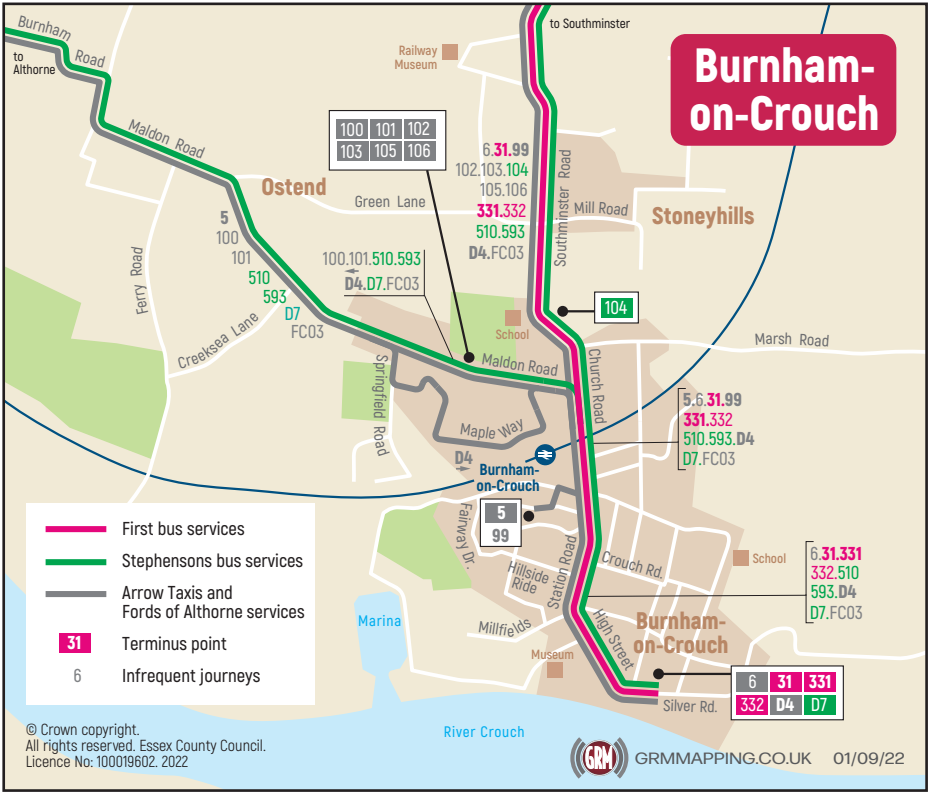 Burnham
Road
to
Althorne
to Southminster
Railway
Museum
Burnham-
on-Crouch
Maldon Road
100 101 102
103 105 106
6.31.99
102.103.104
105.106
331.332
510.593
D4.FC03
Southminster Road
Ostend
Green Lane
Mill Road
Stoneyhills
5
100
101
510
593
D7
FC03
100.101.510.593
D4.D7.FC03
Ferry Road
Creeksea Lane
104
School
Marsh Road
Maldon Road
Church Road
Springfield Road
Maple Way
5.6.31.99
331.332
510.593.D4
D7.FC03
D4
Burnham-
on-Crouch
5
99
Fairway Dr.
Hillside
Ride
Station Road
Crouch Rd.
School
6.31.331
332.510
593.D4
D7.FC03
First bus services
Stephensons bus services
Arrow Taxis and
Fords of Althorne services
31 Terminus point
6 Infrequent journeys
Marina
Millfields
High Street
Burnham-
on-Crouch
Museum
6 31 331
332 D4 D7
Silver Rd.
River Crouch
© Crown copyright.
All rights reserved. Essex County Council.
Licence No: 100019602. 2022
GRM GRMMAPPING.CO.UK 01/09/22